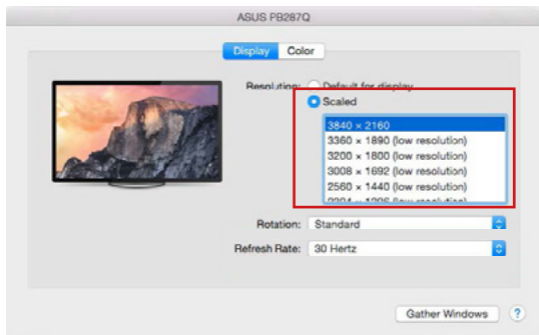 ASUS PB287Q
Display Color
Resolution: Default for display
Scaled
3840 × 2160
3360 × 1890 (low resolution)
3200 × 1800 (low resolution)
3008 × 1692 (low resolution)
2560 × 1440 (low resolution)
Rotation: Standard
Refresh Rate: 30 Hertz
Gather Windows ?